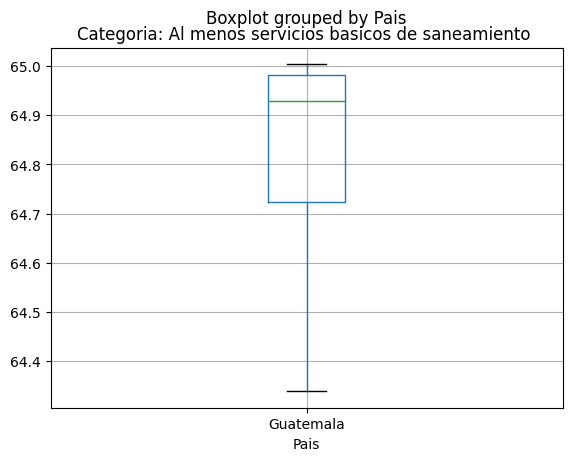 Boxplot grouped by Pais
Categoria: Al menos servicios basicos de saneamiento
65.0
64.9
64.8
64.7
64.6
64.5
64.4
Guatemala
Pais